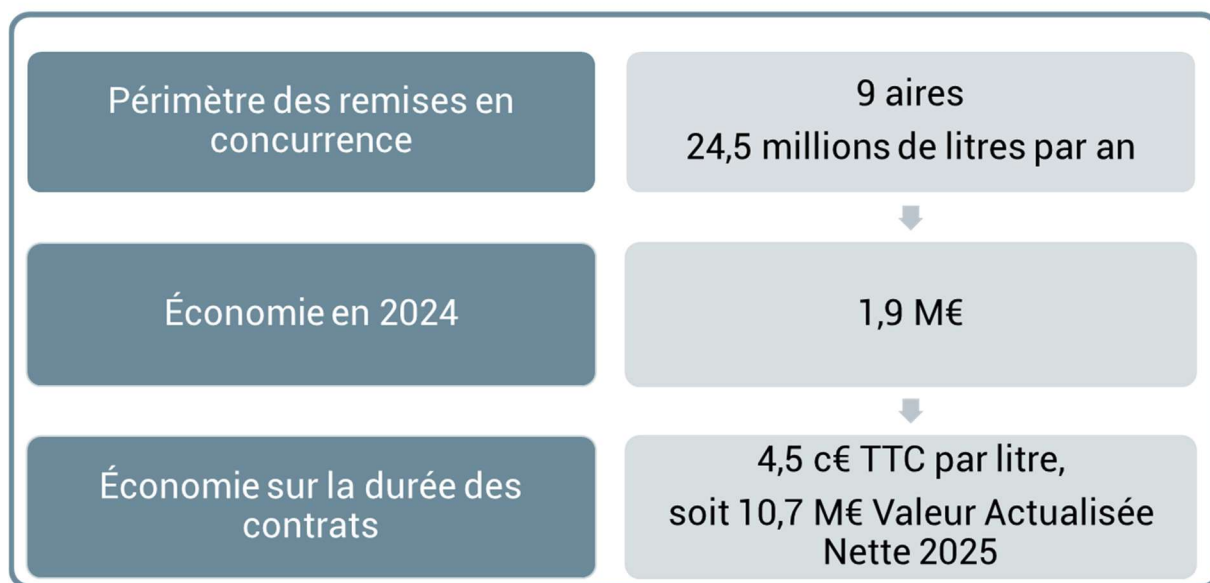 Périmètre des remises en
concurrence
9 aires
24,5 millions de litres par an
Économie en 2024
1,9 M€
Économie sur la durée des
contrats
4,5 c€ TTC par litre,
soit 10,7 M€ Valeur Actualisée
Nette 2025